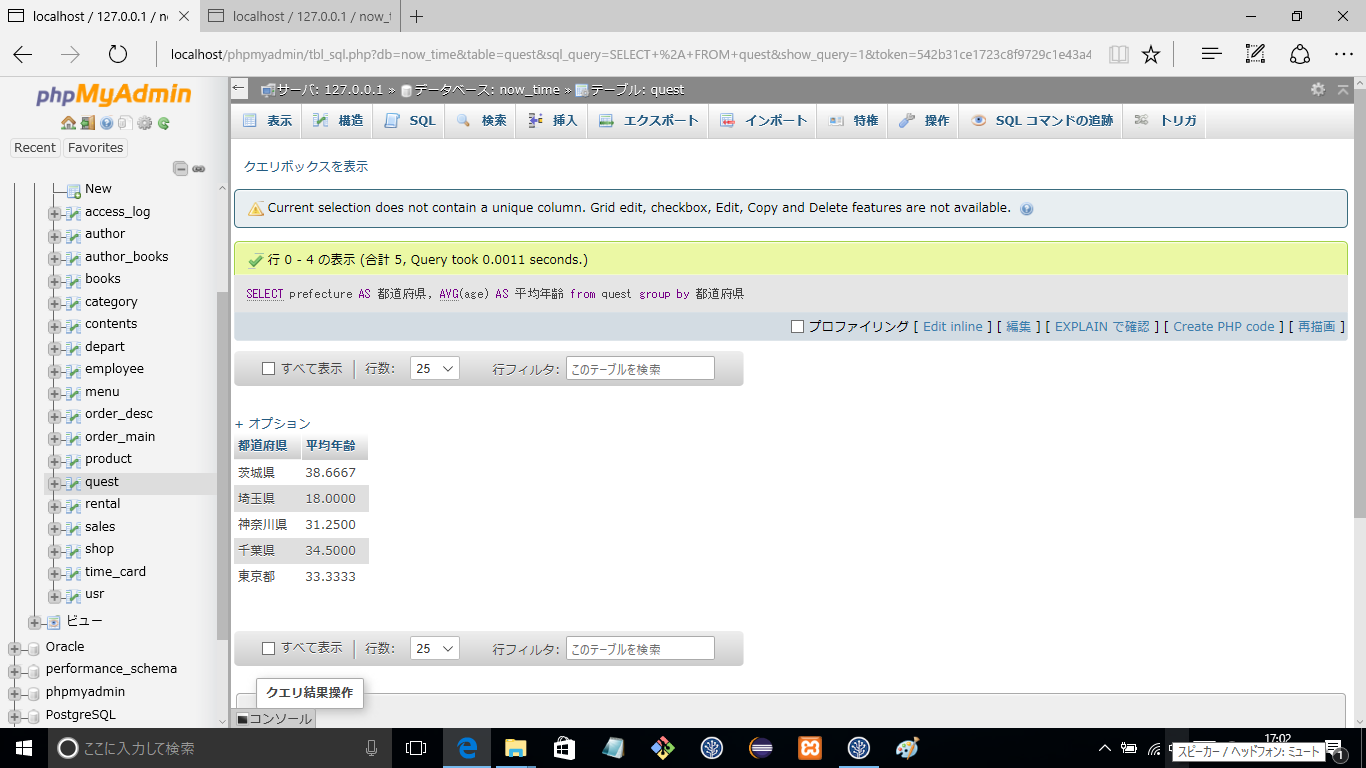 localhost / 127.0.0.1 / n
localhost / 127.0.0.1 / now_t
localhost/phpmyadmin/tbl_sql.php?db=now_time&table=quest&sql_query=SELECT+%2A+FROM+quest&show_query=1&token=542b31ce1723c8f9729c1e43a4
phpMyAdmin
Recent Favorites
New
access_log
author
author_books
books
category
contents
depart
employee
menu
order_desc
order_main
product
quest
rental
sales
shop
time_card
usr
ビュー
Oracle
performance_schema
phpmyadmin
PostgreSQL
サーバ: 127.0.0.1 » データベース: now_time » テーブル: quest
表示 構造 SQL 検索 挿入 エクスポート インポート 特権 操作 SQL コマンドの追跡 トリガ
クエリボックスを表示
Current selection does not contain a unique column. Grid edit, checkbox, Edit, Copy and Delete features are not available.
行 0 - 4 の表示 (合計 5, Query took 0.0011 seconds.)
SELECT prefecture AS 都道府県, AVG(age) AS 平均年齢 from quest group by 都道府県
プロファイリング [ Edit inline ] [ 編集 ] [ EXPLAIN で確認 ] [ Create PHP code ] [ 再描画 ]
すべて表示 行数: 25 行フィルタ: このテーブルを検索
+ オプション
都道府県 平均年齢
茨城県 38.6667
埼玉県 18.0000
神奈川県 31.2500
千葉県 34.5000
東京都 33.3333
すべて表示 行数: 25 行フィルタ: このテーブルを検索
クエリ結果操作
コンソール
ここに入力して検索
17:02
スピーカー / ヘッドフォン: ミュート
1